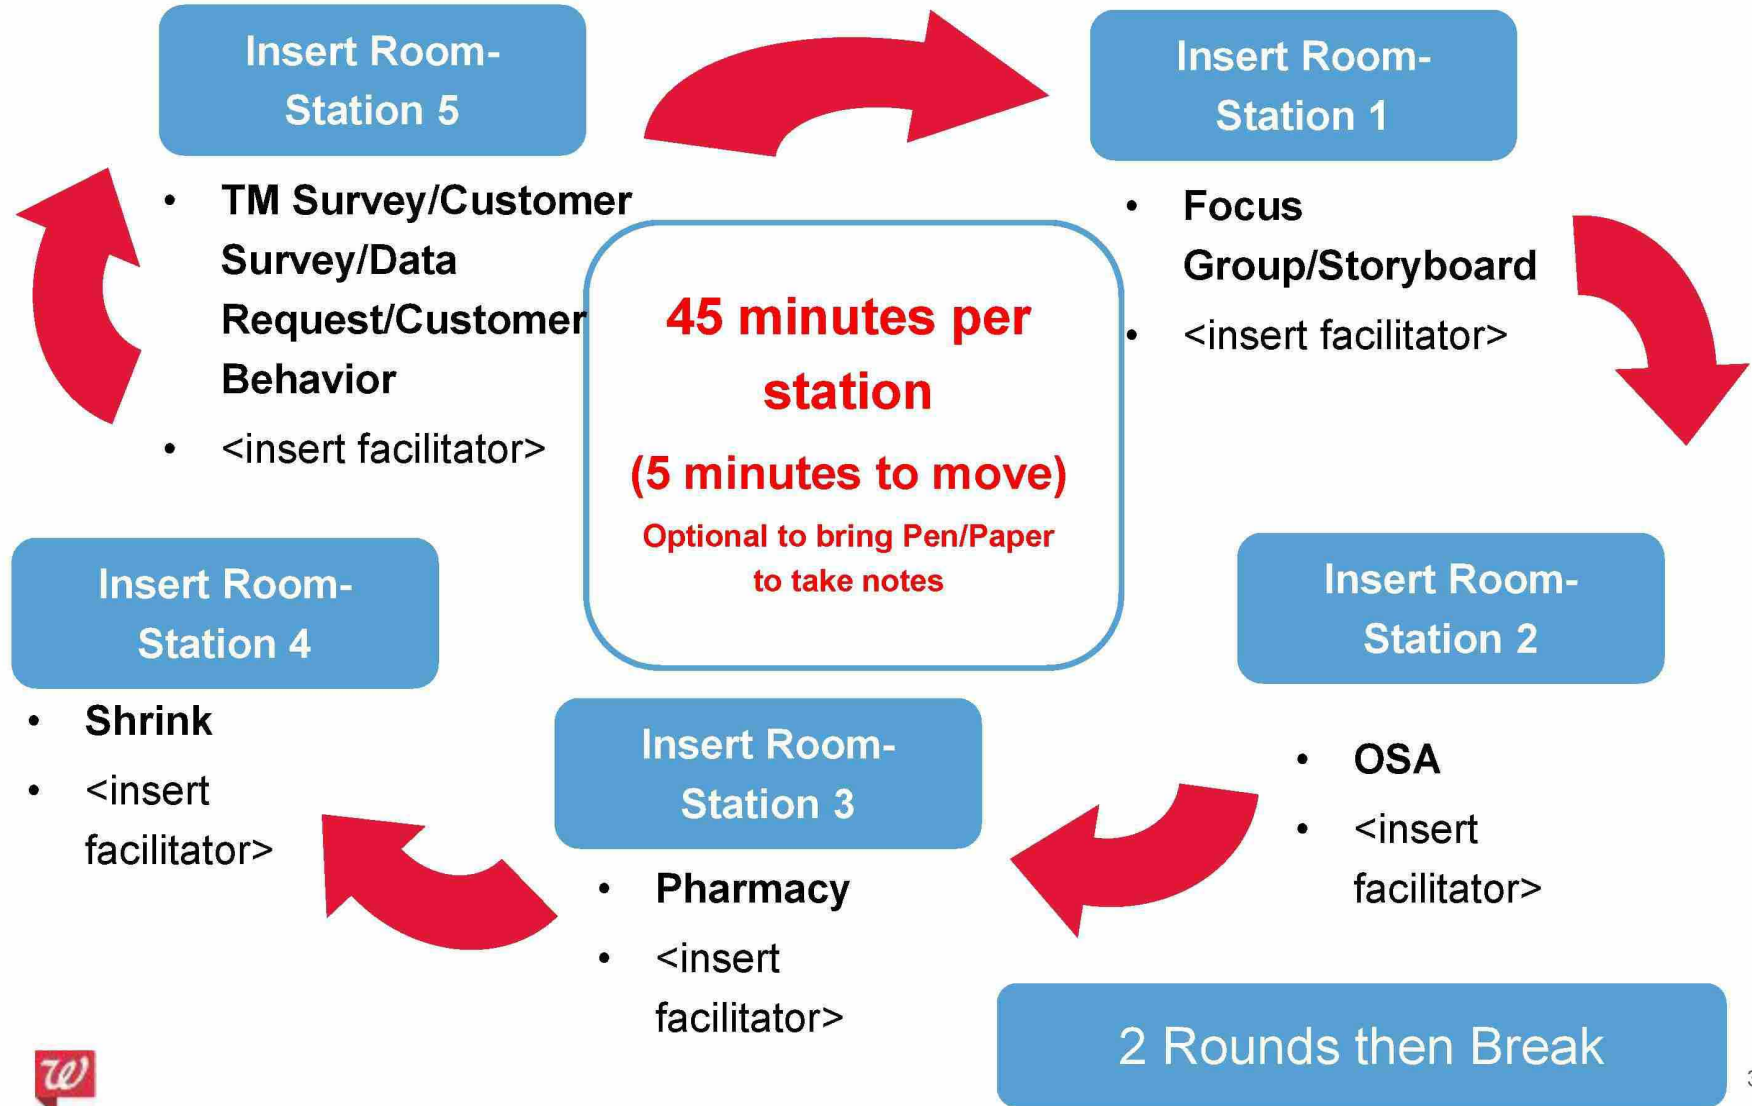 Insert Room-
Station 5
• TM Survey/Customer
Survey/Data
Request/Customer
Behavior
• <insert facilitator>
Insert Room-
Station 1
• Focus
Group/Storyboard
• <insert facilitator>
45 minutes per
station
(5 minutes to move)
Optional to bring Pen/Paper
to take notes
Insert Room-
Station 4
• Shrink
• <insert
facilitator>
Insert Room-
Station 3
• Pharmacy
• <insert
facilitator>
Insert Room-
Station 2
• OSA
• <insert
facilitator>
2 Rounds then Break
W